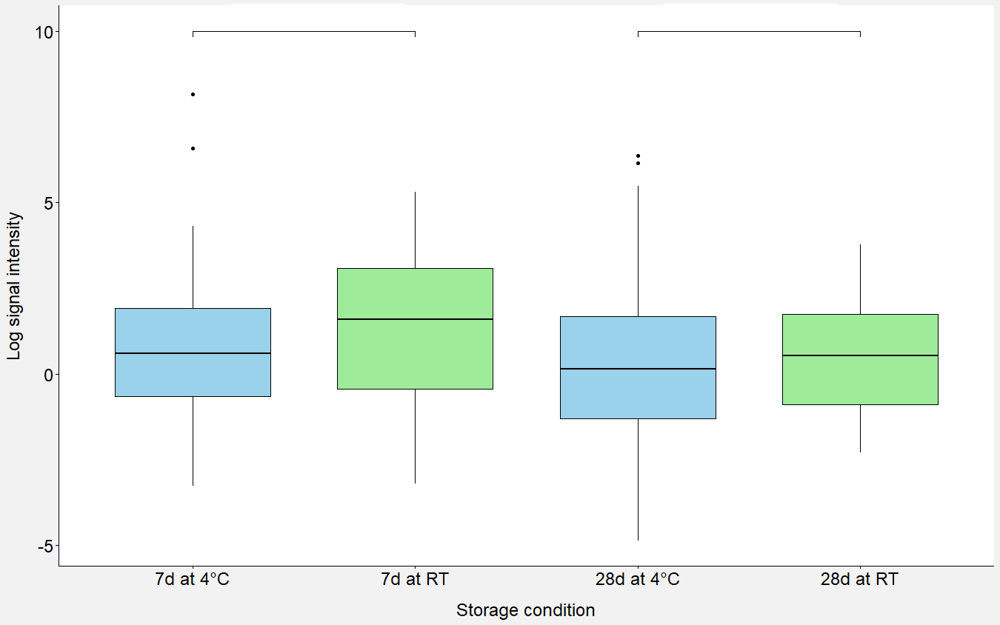 Log signal intensity
10
5
0
-5
7d at 4°C
7d at RT
28d at 4°C
28d at RT
Storage condition